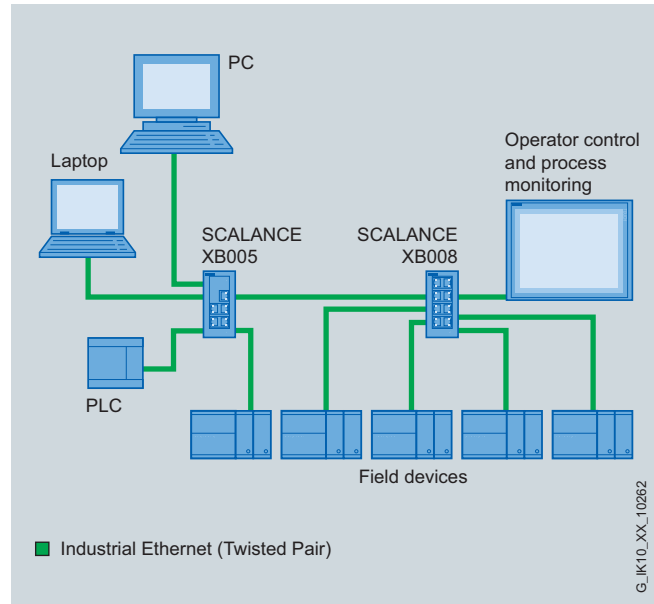 PC
Laptop
Operator control
and process
monitoring
SCALANCE
XB005
SCALANCE
XB008
PLC
Field devices
Industrial Ethernet (Twisted Pair)
G_IK10_XX_10262